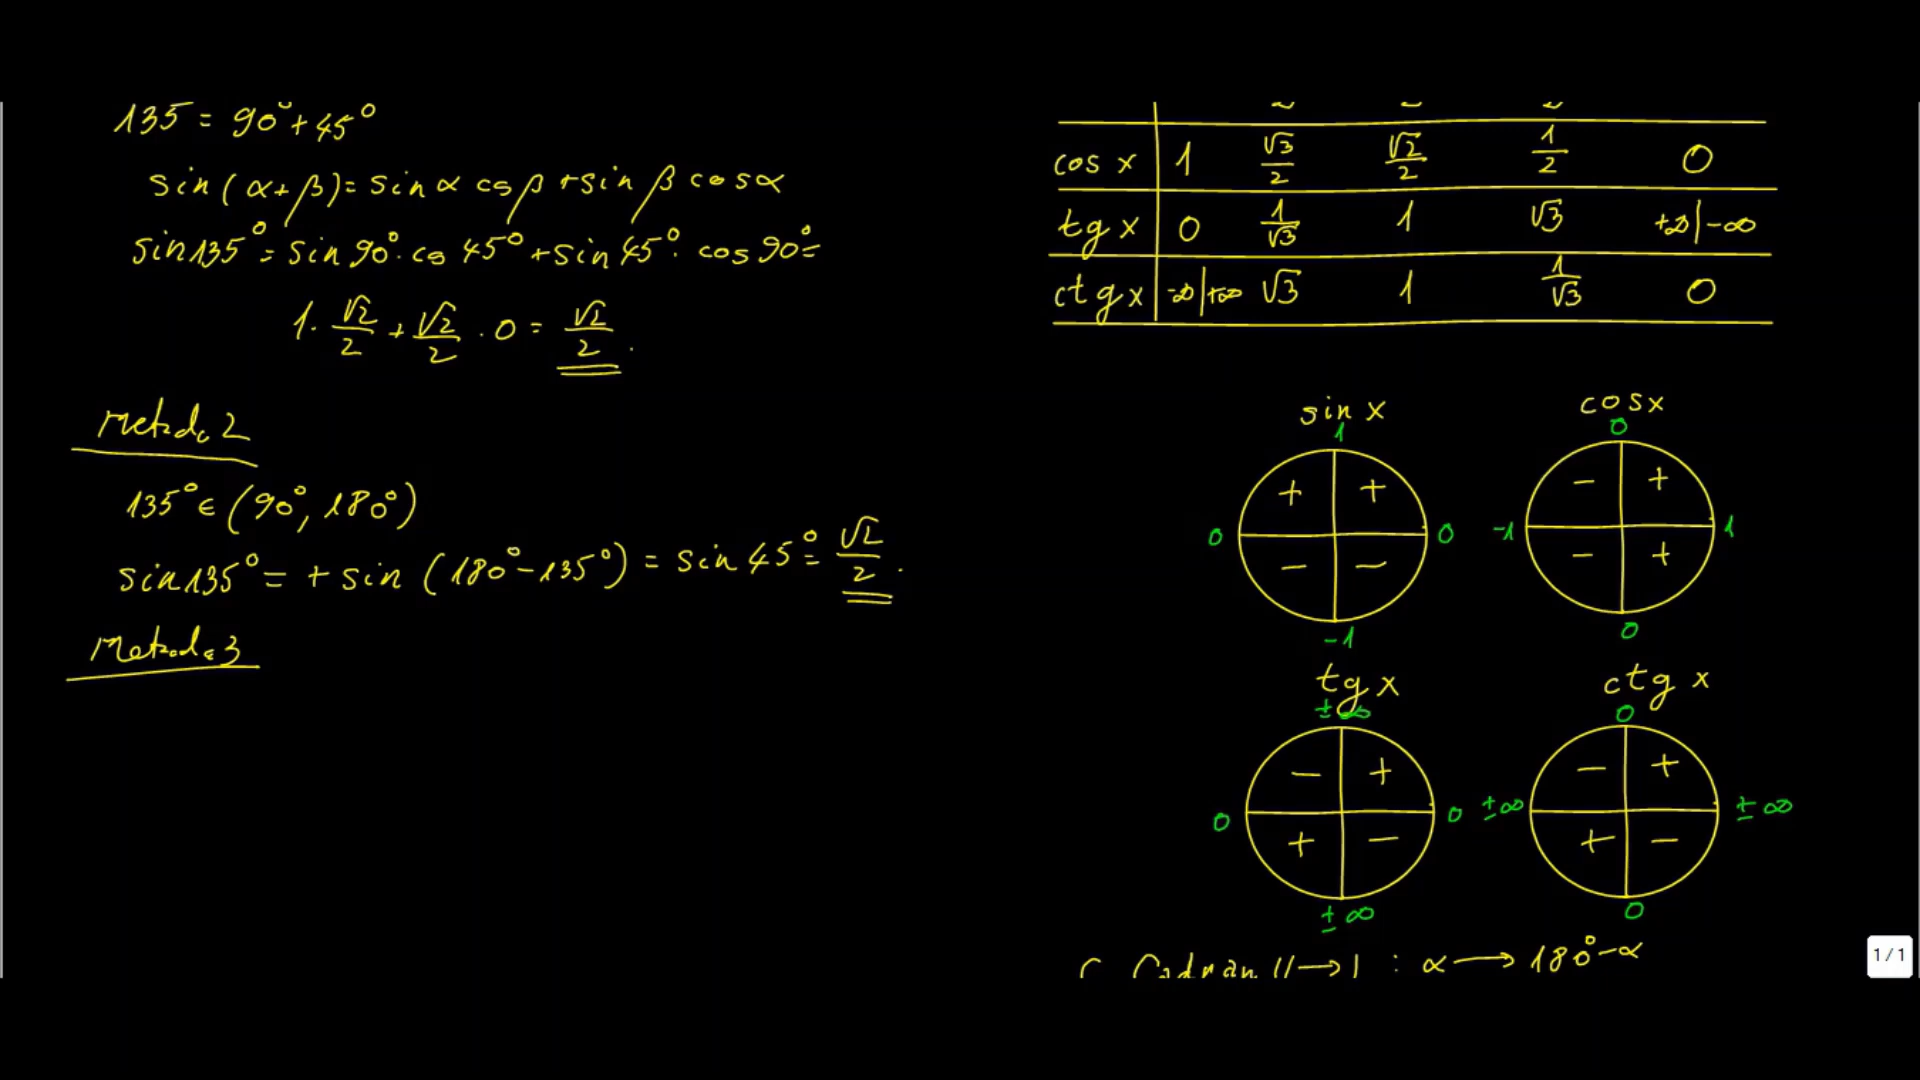 135 = 90° + 45°
sin(α+β) = sin α cos β + sin β cos α
sin 135° = sin 90° · cos 45° + sin 45° · cos 90° =
1 · √2/2 + √2/2 · 0 = √2/2 .
Metoda 2
135° ∈ (90°, 180°)
sin 135° = + sin (180° − 135°) = sin 45° = √2/2 .
Metoda 3
cos x | 1 √3/2 √2/2 1/2 0
tg x | 0 1/√3 1 √3 +∞|−∞
ctg x | −∞|+∞ √3 1 1/√3 0
sin x
1
+ +
0 0
− −
−1
cos x
0
− +
−1 1
− +
0
tg x
± ∞
− +
0 0
+ −
± ∞
ctg x
0
− +
± ∞ ± ∞
+ −
0
Cadran II → I : α → 180° − α
1 / 1